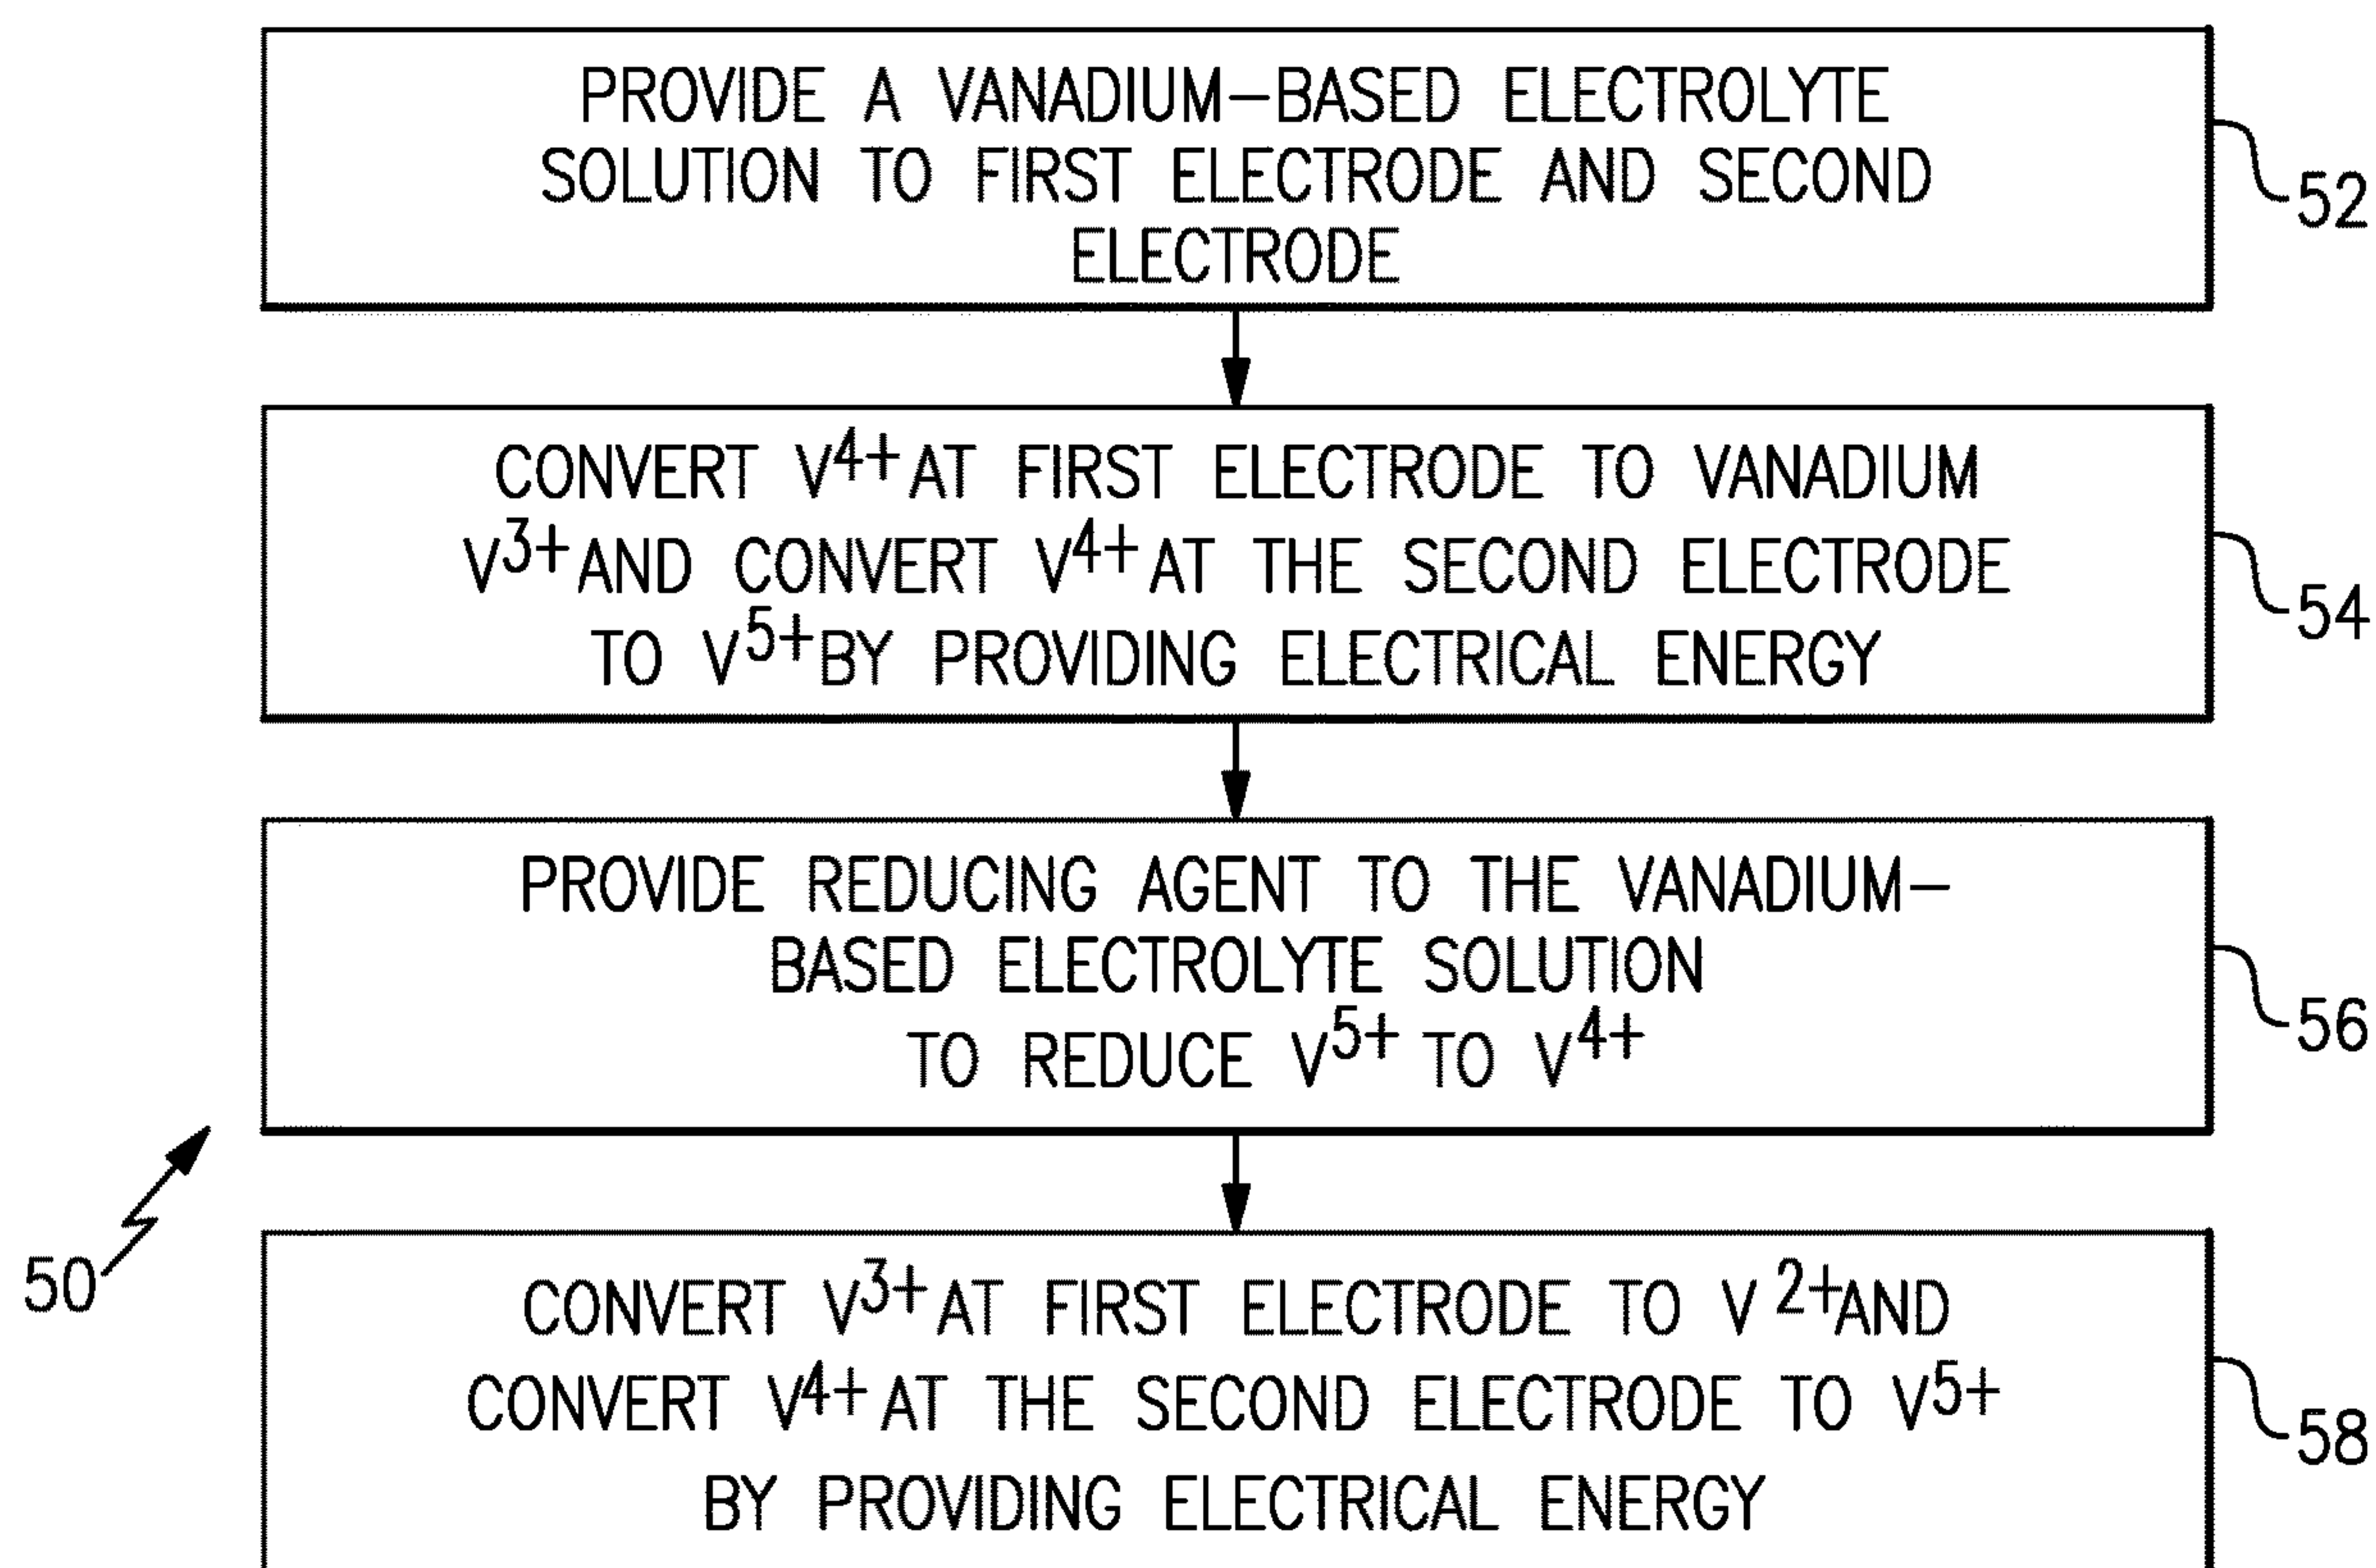 PROVIDE A VANADIUM-BASED ELECTROLYTE
SOLUTION TO FIRST ELECTRODE AND SECOND
ELECTRODE
52
CONVERT V⁴⁺ AT FIRST ELECTRODE TO VANADIUM
V³⁺ AND CONVERT V⁴⁺ AT THE SECOND ELECTRODE
TO V⁵⁺ BY PROVIDING ELECTRICAL ENERGY
54
PROVIDE REDUCING AGENT TO THE VANADIUM-
BASED ELECTROLYTE SOLUTION
TO REDUCE V⁵⁺ TO V⁴⁺
56
50
CONVERT V³⁺ AT FIRST ELECTRODE TO V²⁺ AND
CONVERT V⁴⁺ AT THE SECOND ELECTRODE TO V⁵⁺
BY PROVIDING ELECTRICAL ENERGY
58